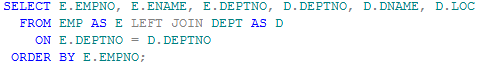 SELECT E.EMPNO, E.ENAME, E.DEPTNO, D.DEPTNO, D.DNAME, D.LOC
FROM EMP AS E LEFT JOIN DEPT AS D
ON E.DEPTNO = D.DEPTNO
ORDER BY E.EMPNO;